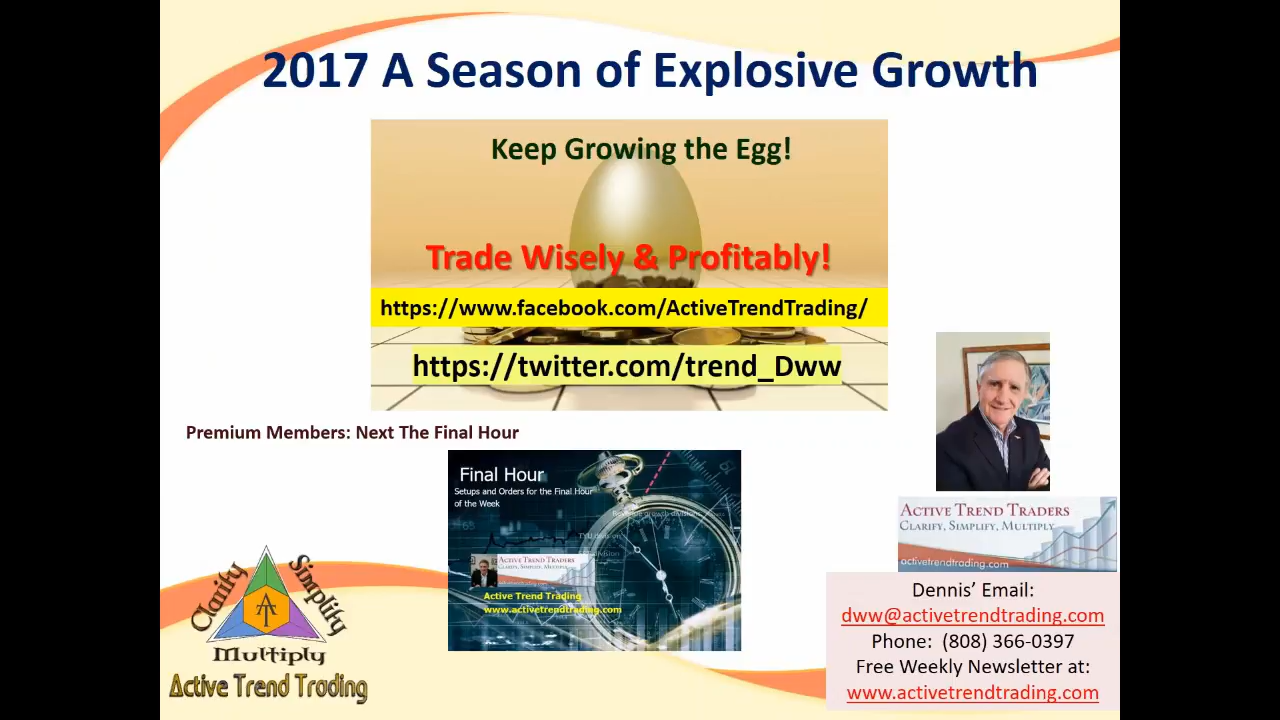 2017 A Season of Explosive Growth
Keep Growing the Egg!
Trade Wisely & Profitably!
https://www.facebook.com/ActiveTrendTrading/
https://twitter.com/trend_Dww
Premium Members: Next The Final Hour
Final Hour
Setups and Orders for the Final Hour
of the Week
ACTIVE TREND TRADERS
CLARIFY, SIMPLIFY, MULTIPLY
Active Trend Trading
www.activetrendtrading.com
ACTIVE TREND TRADERS
CLARIFY, SIMPLIFY, MULTIPLY
activetrendtrading.com
Dennis' Email:
dww@activetrendtrading.com
Phone: (808) 366-0397
Free Weekly Newsletter at:
www.activetrendtrading.com
Clarify
Simplify
Multiply
Active Trend Trading